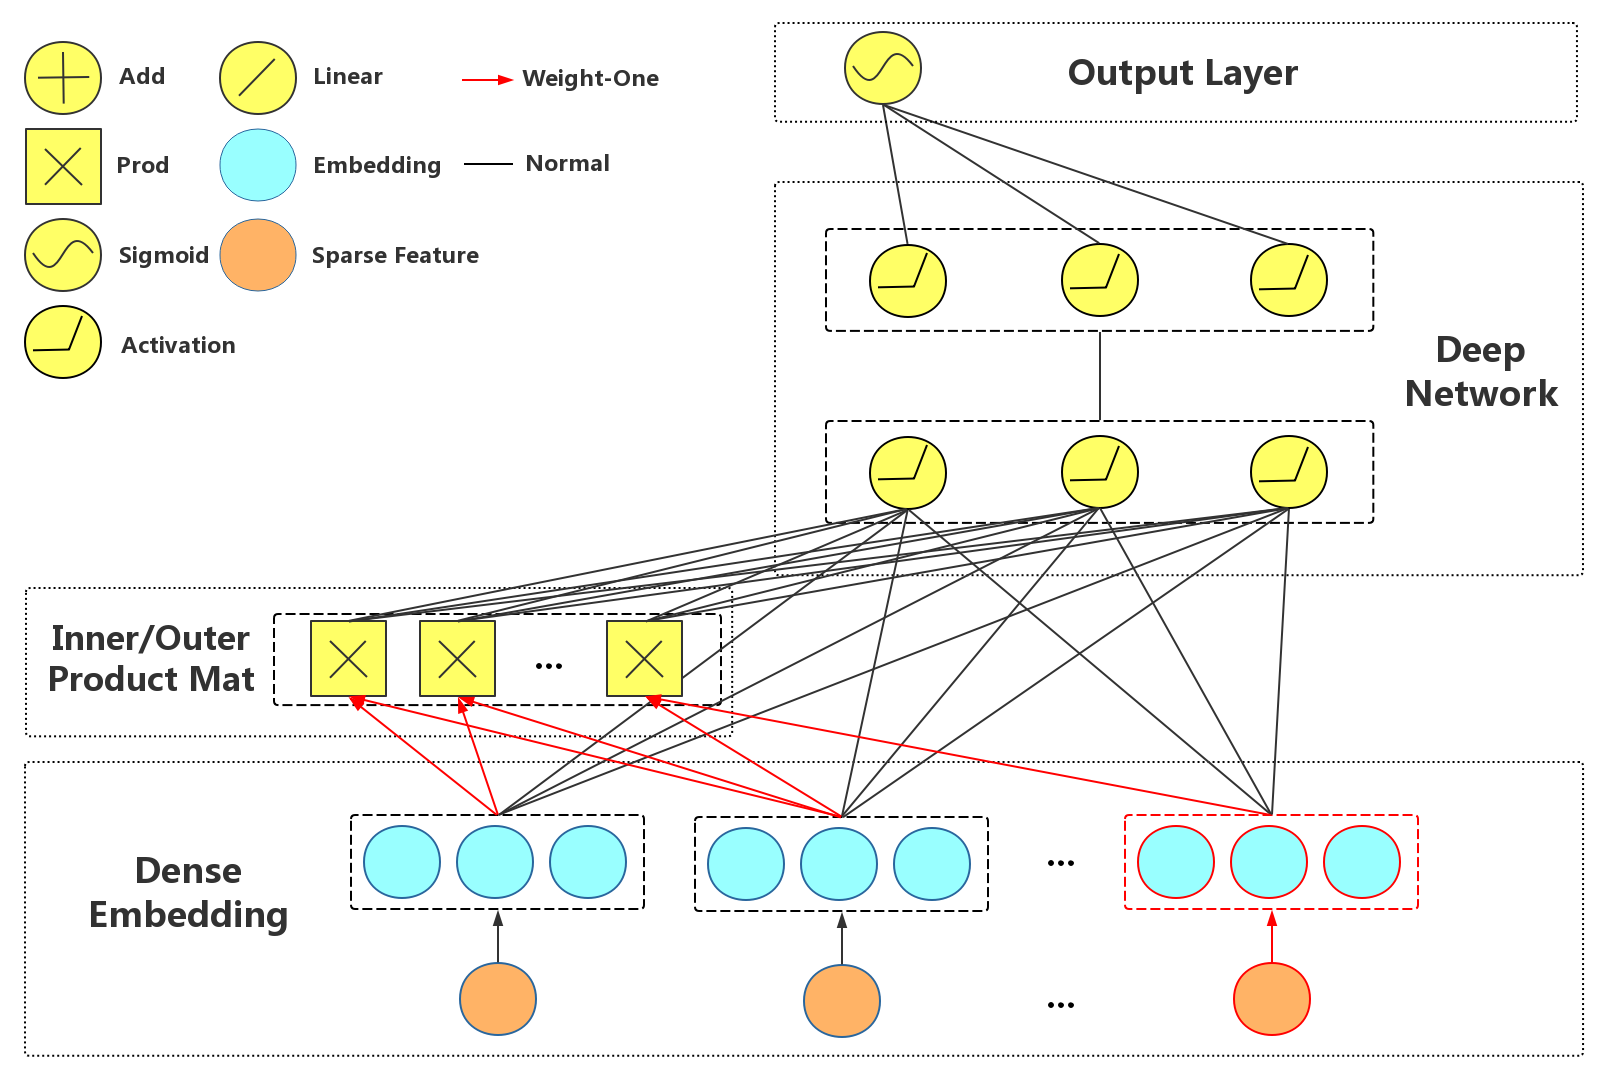 Add
Linear
Weight-One
Prod
Embedding
Normal
Sigmoid
Sparse Feature
Activation
Output Layer
Deep
Network
Inner/Outer
Product Mat
...
Dense
Embedding
...
...